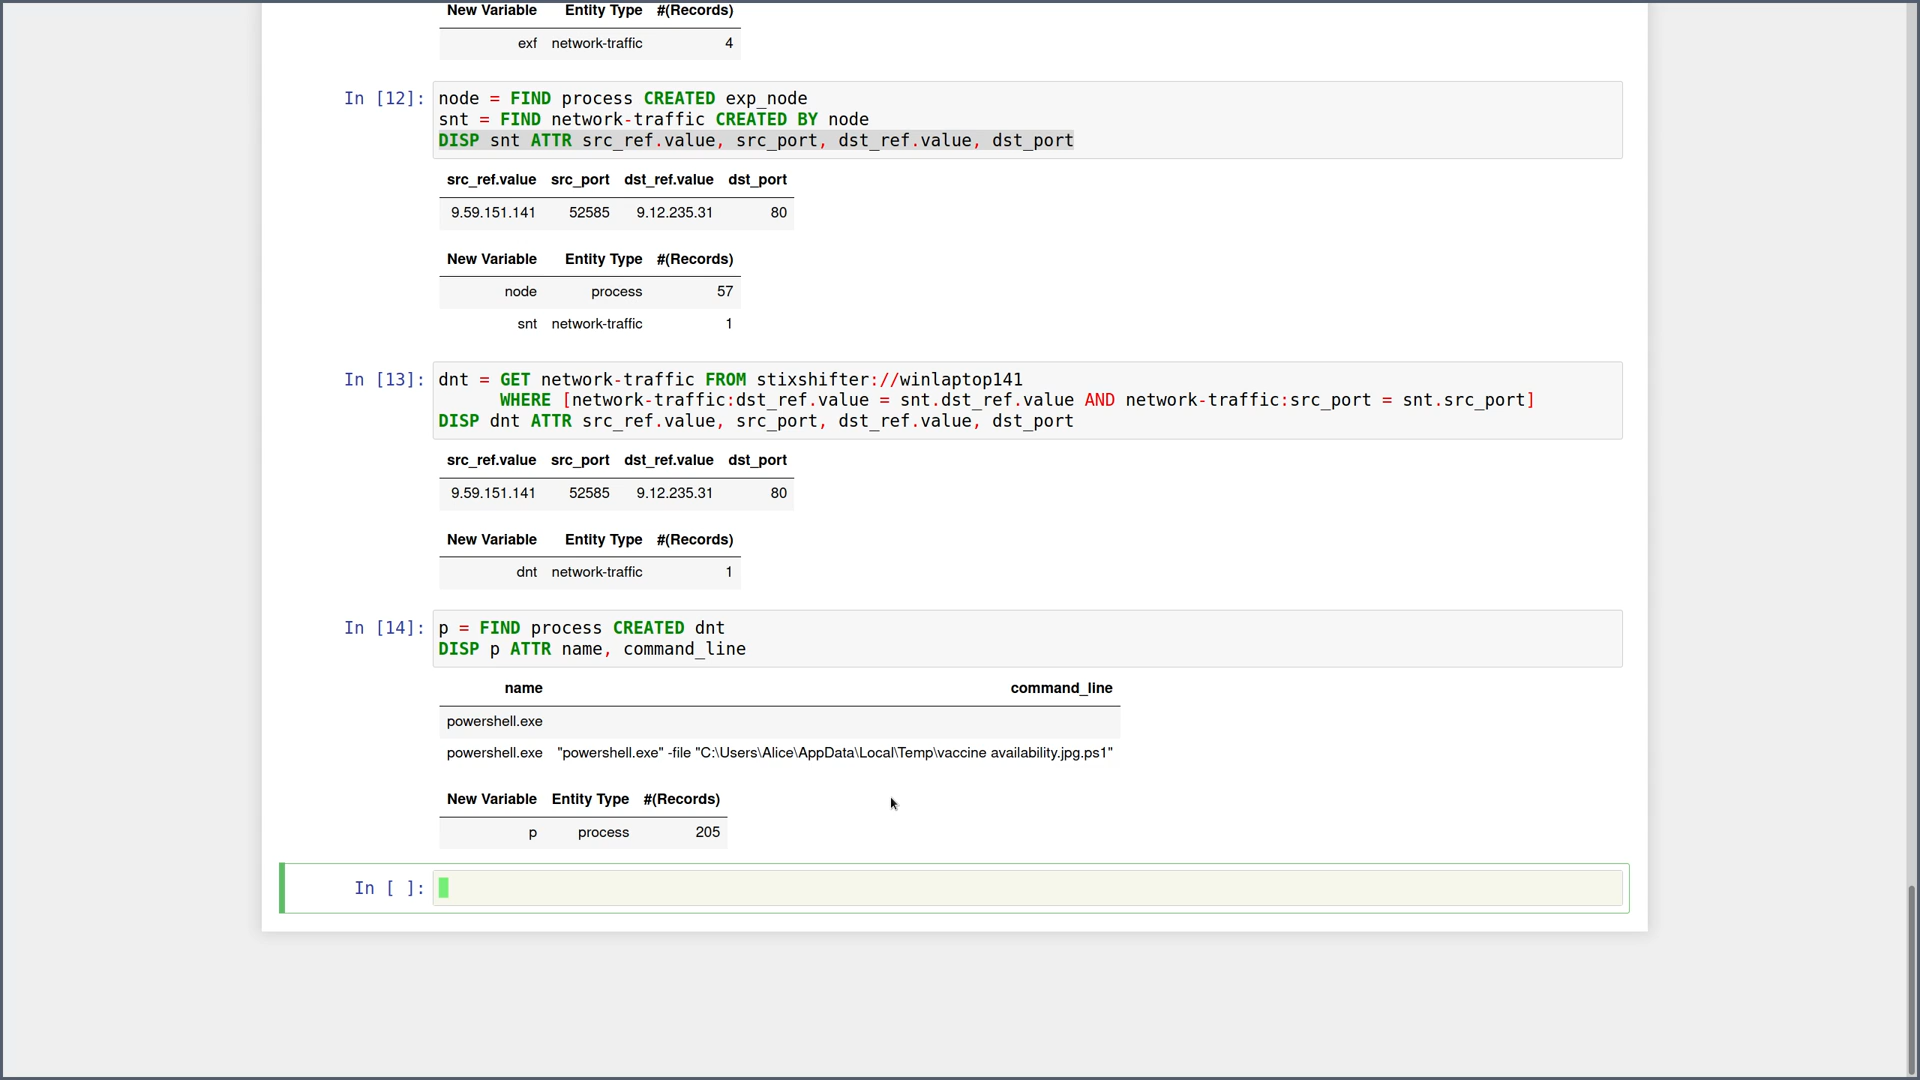 New Variable Entity Type #(Records)
exf network-traffic 4
In [12]: node = FIND process CREATED exp_node
snt = FIND network-traffic CREATED BY node
DISP snt ATTR src_ref.value, src_port, dst_ref.value, dst_port
src_ref.value src_port dst_ref.value dst_port
9.59.151.141 52585 9.12.235.31 80
New Variable Entity Type #(Records)
node process 57
snt network-traffic 1
In [13]: dnt = GET network-traffic FROM stixshifter://winlaptop141
WHERE [network-traffic:dst_ref.value = snt.dst_ref.value AND network-traffic:src_port = snt.src_port]
DISP dnt ATTR src_ref.value, src_port, dst_ref.value, dst_port
src_ref.value src_port dst_ref.value dst_port
9.59.151.141 52585 9.12.235.31 80
New Variable Entity Type #(Records)
dnt network-traffic 1
In [14]: p = FIND process CREATED dnt
DISP p ATTR name, command_line
name command_line
powershell.exe
powershell.exe "powershell.exe" -file "C:\Users\Alice\AppData\Local\Temp\vaccine availability.jpg.ps1"
New Variable Entity Type #(Records)
p process 205
In [ ]: